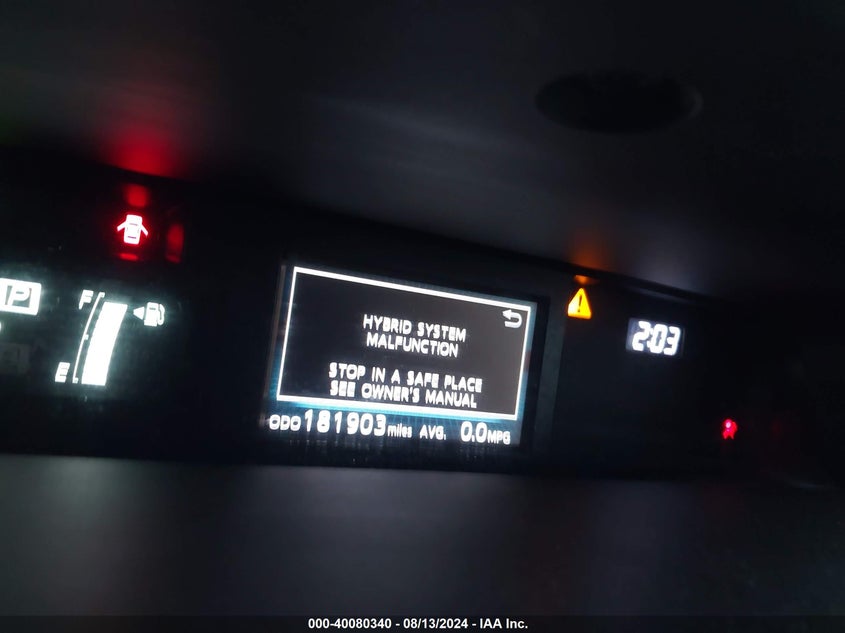 P
F
E
HYBRID SYSTEM
MALFUNCTION
STOP IN A SAFE PLACE
SEE OWNER'S MANUAL
ODO 181903 miles AVG. 0.0 MPG
2:03
000-40080340 - 08/13/2024 - IAA Inc.